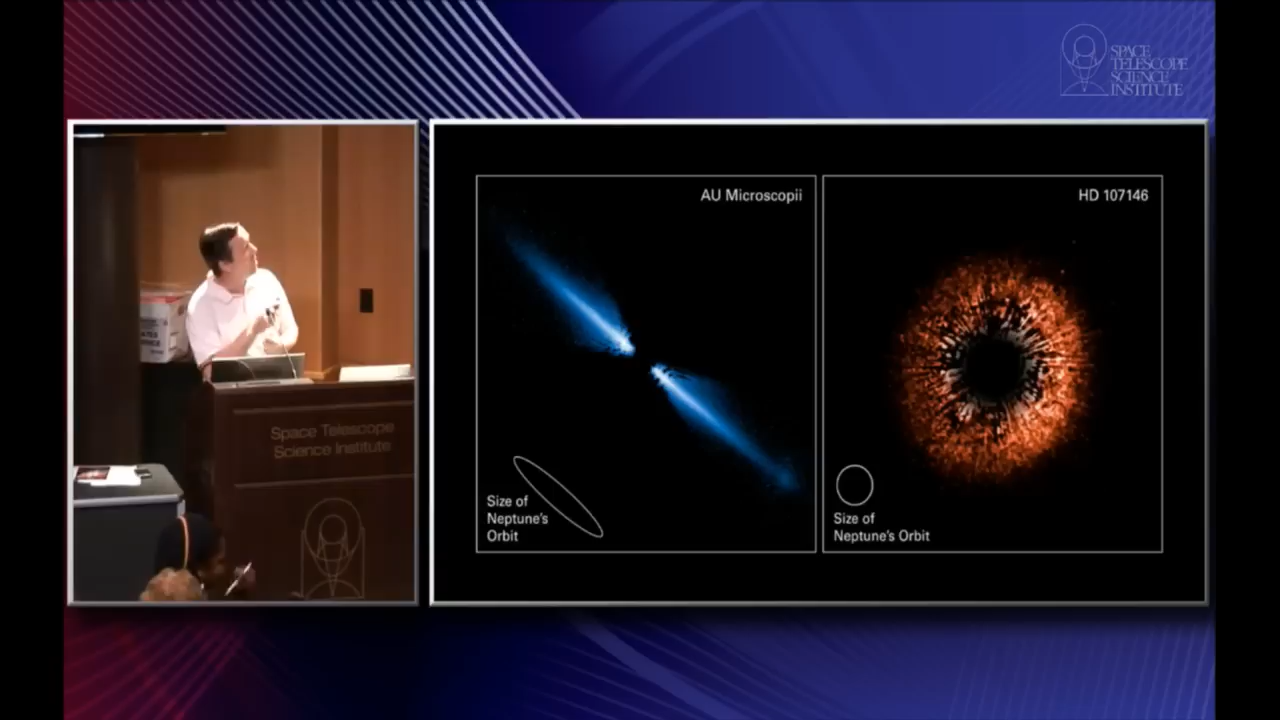 SPACE
TELESCOPE
SCIENCE
INSTITUTE
AU Microscopii
HD 107146
Size of
Neptune's
Orbit
Size of
Neptune's Orbit
Space Telescope
Science Institute